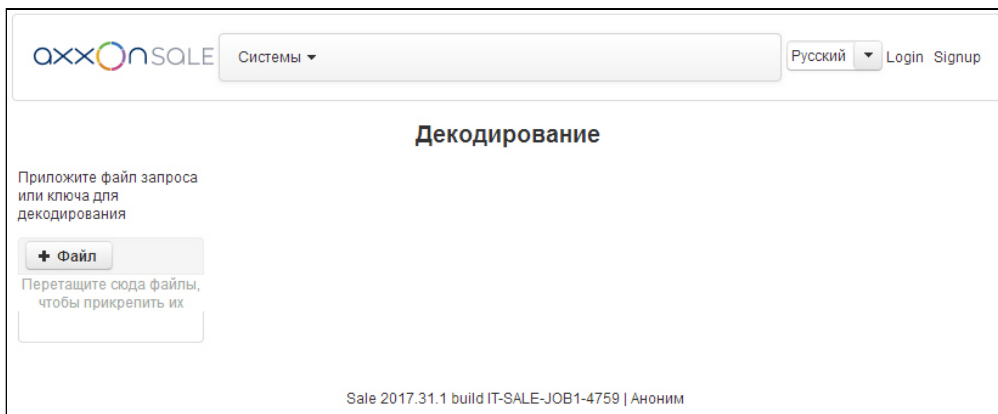 axxOnSALE
Системы
Русский
Login Signup
Декодирование
Приложите файл запроса
или ключа для
декодирования
+ Файл
Перетащите сюда файлы,
чтобы прикрепить их
Sale 2017.31.1 build IT-SALE-JOB1-4759 | Аноним